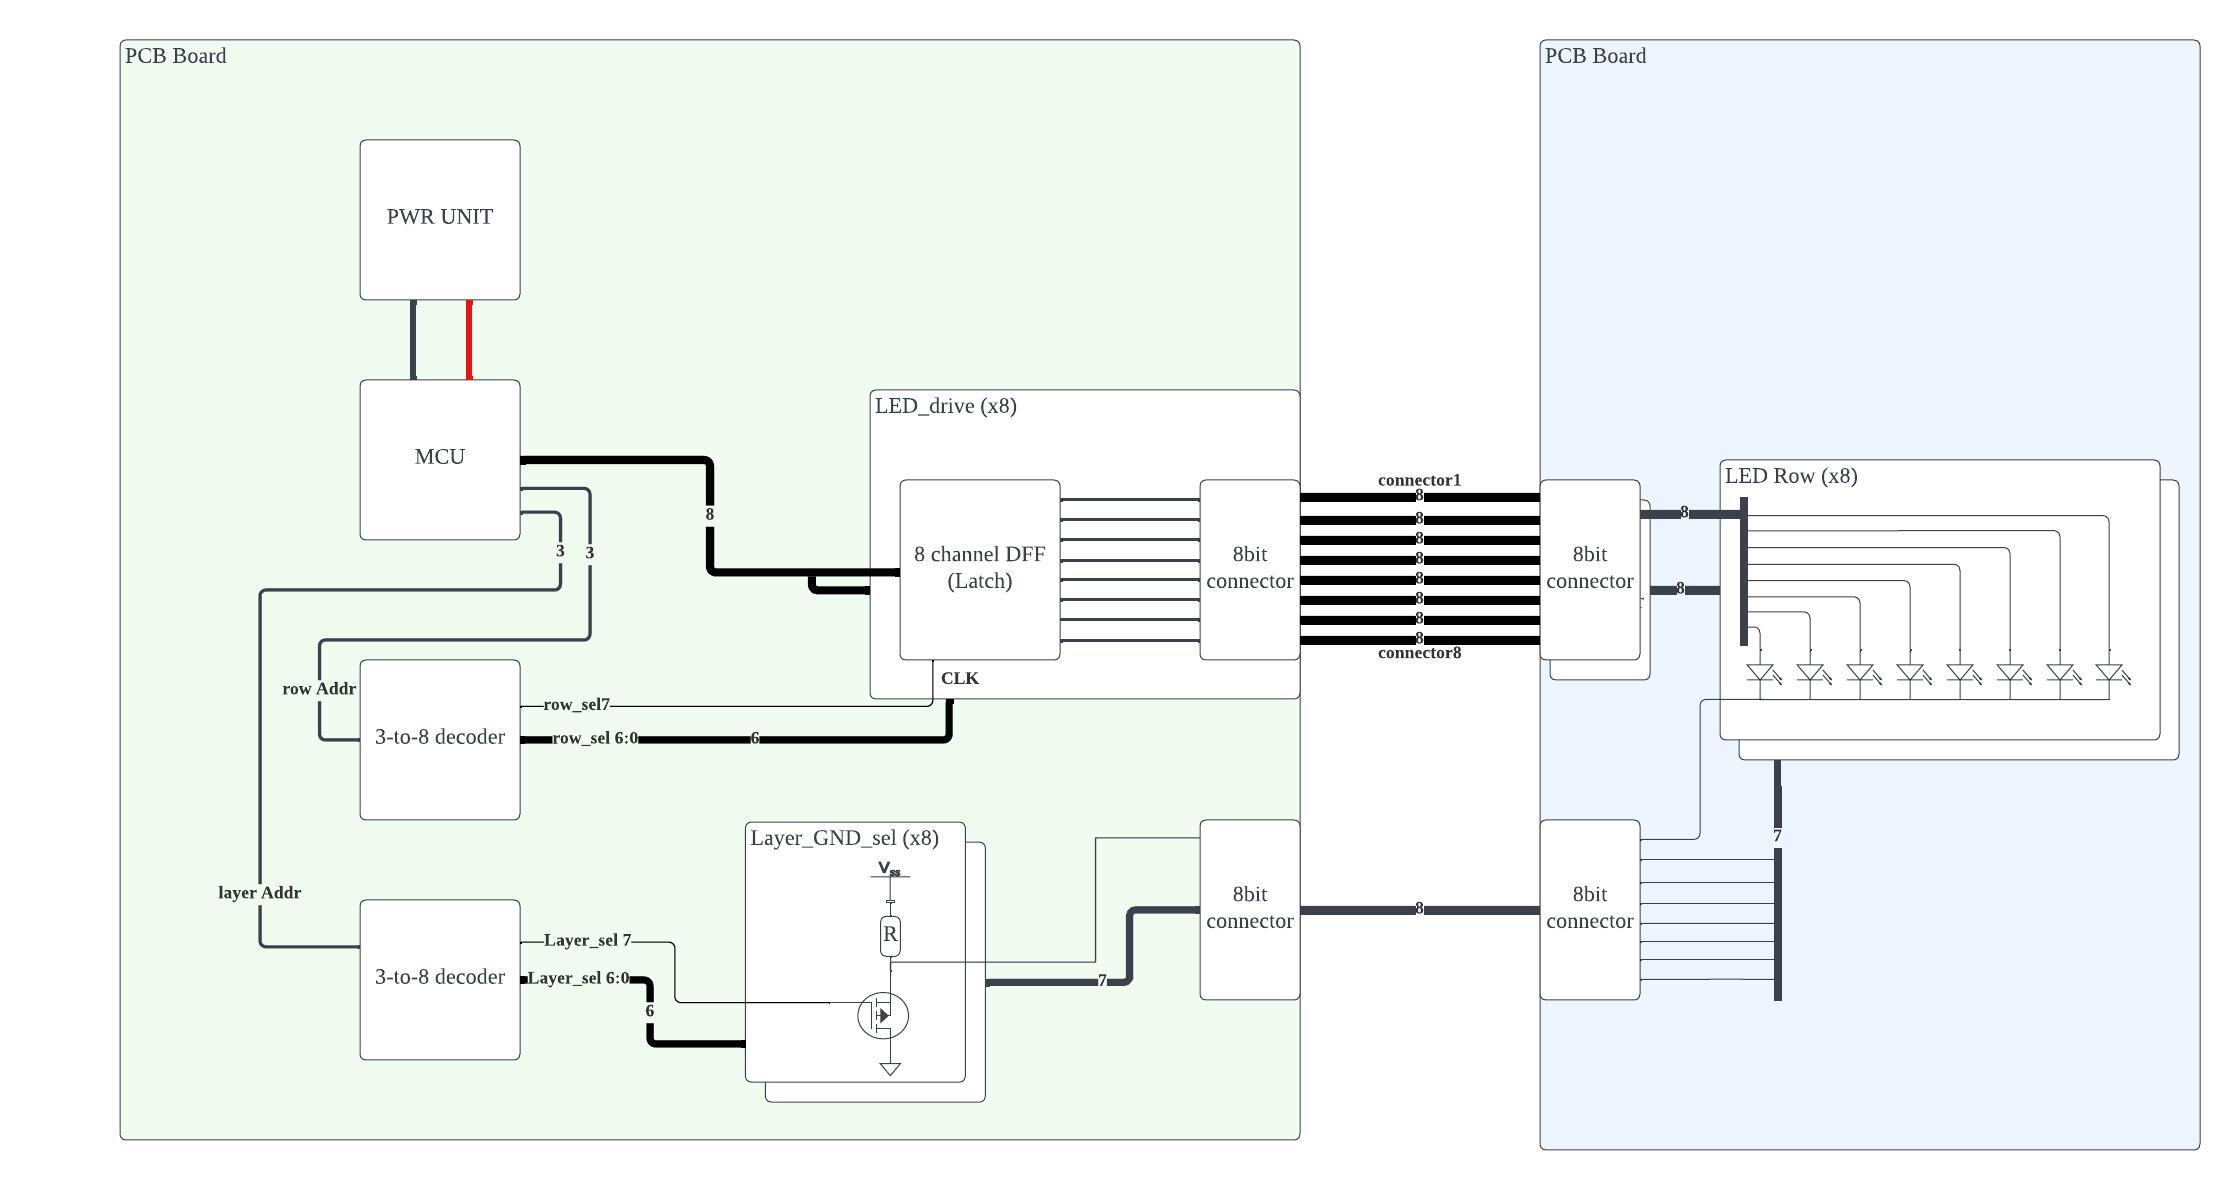 PCB Board
PCB Board
PWR UNIT
MCU
8
3
3
LED_drive (x8)
8 channel DFF
(Latch)
8bit
connector
CLK
connector1
8
8
8
8
8
8
8
8
connector8
8bit
connector
8
8
LED Row (x8)
row Addr
3-to-8 decoder
row_sel7
row_sel 6:0
6
layer Addr
3-to-8 decoder
Layer_sel 7
Layer_sel 6:0
6
Layer_GND_sel (x8)
Vss
R
7
8bit
connector
8
8bit
connector
7